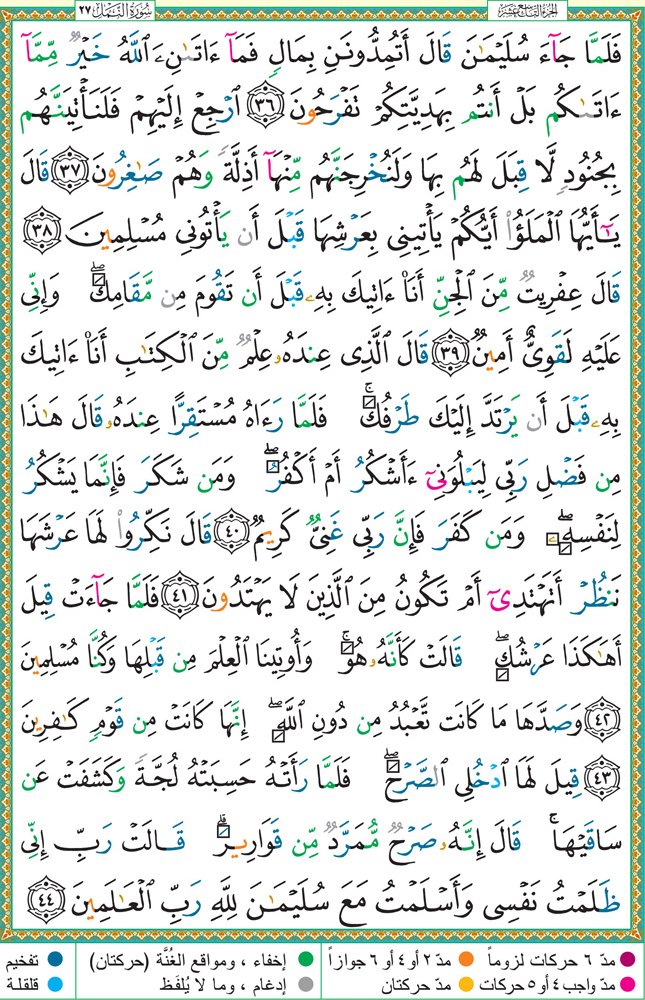 الجزء التاسع عشر
سورة النمل ٢٧
فَلَمَّا جَآءَ سُلَيْمَٰنَ قَالَ أَتُمِدُّونَنِ بِمَالٍ فَمَآ ءَاتَىٰنِۦَ ٱللَّهُ خَيْرٌ مِّمَّآ
ءَاتَىٰكُم بَلْ أَنتُم بِهَدِيَّتِكُمْ تَفْرَحُونَ ٣٦ ٱرْجِعْ إِلَيْهِمْ فَلَنَأْتِيَنَّهُم
بِجُنُودٍ لَّا قِبَلَ لَهُم بِهَا وَلَنُخْرِجَنَّهُم مِّنْهَآ أَذِلَّةً وَهُمْ صَٰغِرُونَ ٣٧ قَالَ
يَٰٓأَيُّهَا ٱلْمَلَؤُا۟ أَيُّكُمْ يَأْتِينِى بِعَرْشِهَا قَبْلَ أَن يَأْتُونِى مُسْلِمِينَ ٣٨
قَالَ عِفْرِيتٌ مِّنَ ٱلْجِنِّ أَنَا۠ ءَاتِيكَ بِهِۦ قَبْلَ أَن تَقُومَ مِن مَّقَامِكَ ۖ وَإِنِّى
عَلَيْهِ لَقَوِىٌّ أَمِينٌ ٣٩ قَالَ ٱلَّذِى عِندَهُۥ عِلْمٌ مِّنَ ٱلْكِتَٰبِ أَنَا۠ ءَاتِيكَ
بِهِۦ قَبْلَ أَن يَرْتَدَّ إِلَيْكَ طَرْفُكَ ۚ فَلَمَّا رَءَاهُ مُسْتَقِرًّا عِندَهُۥ قَالَ هَٰذَا
مِن فَضْلِ رَبِّى لِيَبْلُوَنِىٓ ءَأَشْكُرُ أَمْ أَكْفُرُ ۖ وَمَن شَكَرَ فَإِنَّمَا يَشْكُرُ
لِنَفْسِهِۦ ۖ وَمَن كَفَرَ فَإِنَّ رَبِّى غَنِىٌّ كَرِيمٌ ٤٠ قَالَ نَكِّرُوا۟ لَهَا عَرْشَهَا
نَنظُرْ أَتَهْتَدِىٓ أَمْ تَكُونُ مِنَ ٱلَّذِينَ لَا يَهْتَدُونَ ٤١ فَلَمَّا جَآءَتْ قِيلَ
أَهَٰكَذَا عَرْشُكِ ۖ قَالَتْ كَأَنَّهُۥ هُوَ ۚ وَأُوتِينَا ٱلْعِلْمَ مِن قَبْلِهَا وَكُنَّا مُسْلِمِينَ
٤٢ وَصَدَّهَا مَا كَانَت تَّعْبُدُ مِن دُونِ ٱللَّهِ ۖ إِنَّهَا كَانَتْ مِن قَوْمٍ كَٰفِرِينَ
٤٣ قِيلَ لَهَا ٱدْخُلِى ٱلصَّرْحَ ۖ فَلَمَّا رَأَتْهُ حَسِبَتْهُ لُجَّةً وَكَشَفَتْ عَن
سَاقَيْهَا ۚ قَالَ إِنَّهُۥ صَرْحٌ مُّمَرَّدٌ مِّن قَوَارِيرَ ۗ قَالَتْ رَبِّ إِنِّى
ظَلَمْتُ نَفْسِى وَأَسْلَمْتُ مَعَ سُلَيْمَٰنَ لِلَّهِ رَبِّ ٱلْعَٰلَمِينَ ٤٤
مدّ ٦ حركات لزوماً مدّ ٢ أو ٤ أو ٦ جوازاً إخفاء ، ومواقع الغُنَّة (حركتان) تفخيم
مدّ واجب ٤ أو ٥ حركات مدّ حركتان إدغام ، وما لا يُلفَظ قلقلة